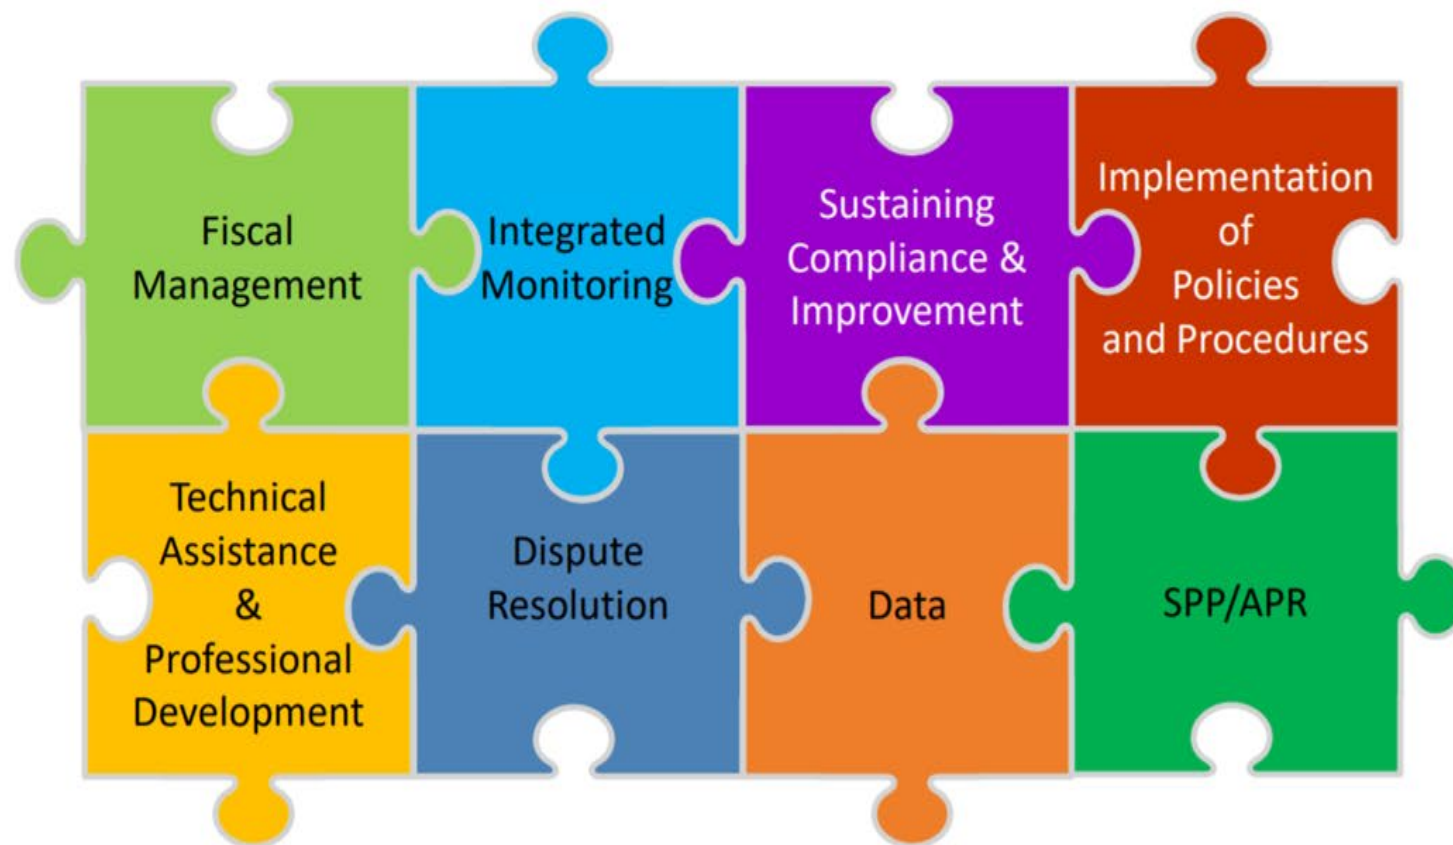 Fiscal
Management
Integrated
Monitoring
Sustaining
Compliance &
Improvement
Implementation
of
Policies
and Procedures
Technical
Assistance
&
Professional
Development
Dispute
Resolution
Data
SPP/APR